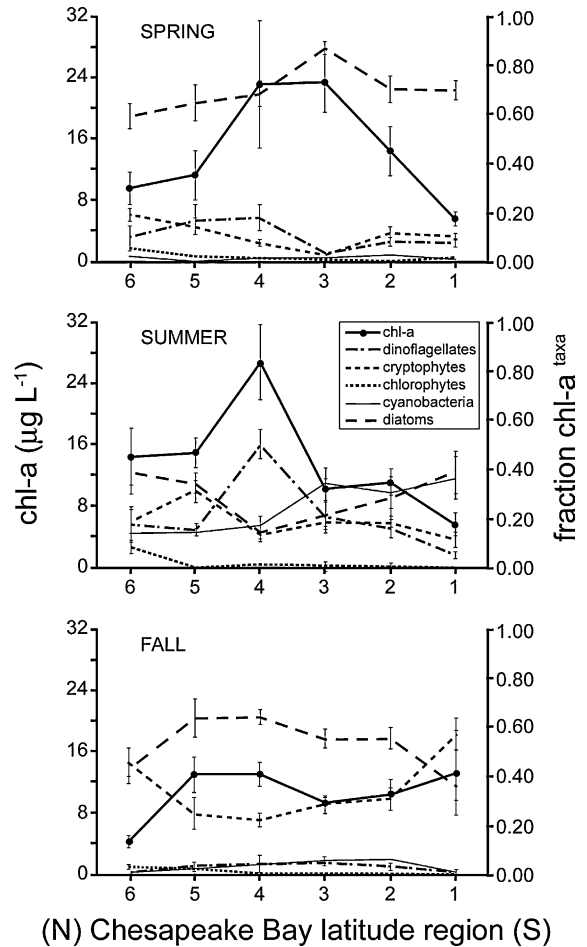 32
1.00
SPRING
24
0.80
0.60
16
0.40
8
0.20
0
0.00
6 5 4 3 2 1
32
1.00
SUMMER
chl-a
dinoflagellates
cryptophytes
chlorophytes
cyanobacteria
diatoms
24
0.80
0.60
16
0.40
8
0.20
0
0.00
6 5 4 3 2 1
chl-a (μg L-1)
fraction chl-a taxa
32
1.00
FALL
24
0.80
0.60
16
0.40
8
0.20
0
0.00
6 5 4 3 2 1
(N) Chesapeake Bay latitude region (S)